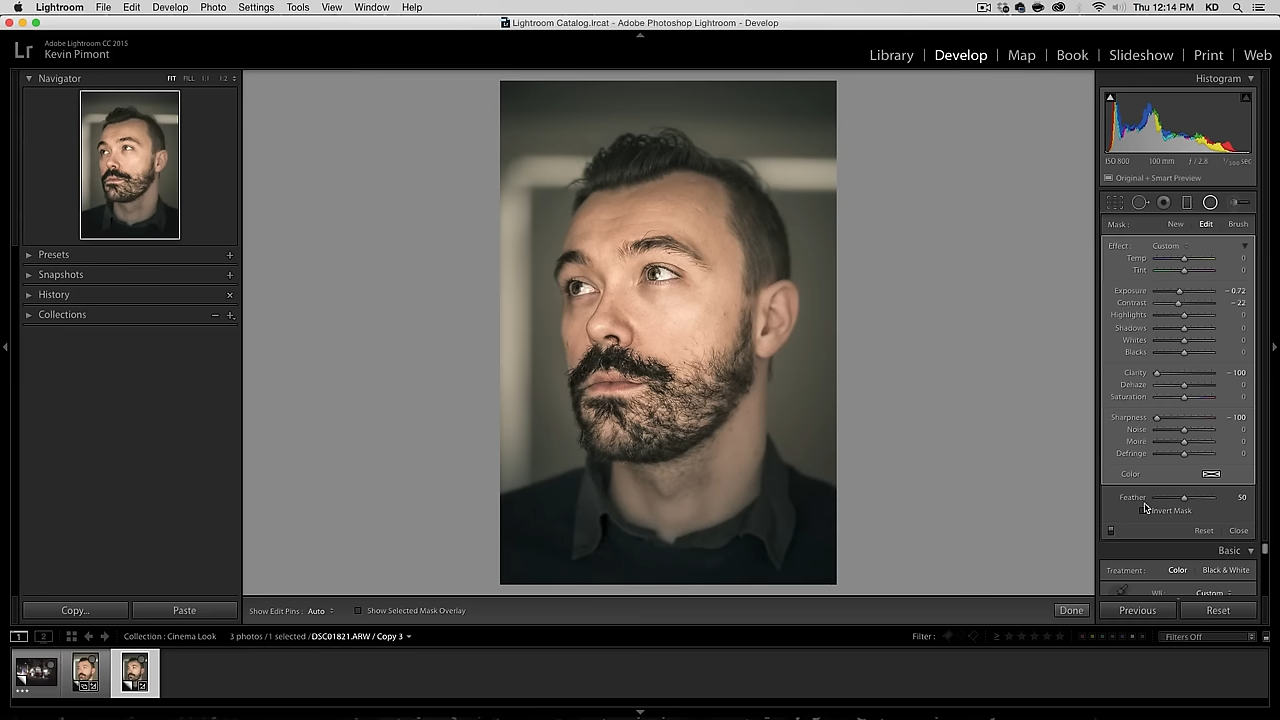 Lightroom File Edit Develop Photo Settings Tools View Window Help Thu 12:14 PM KD
Lightroom Catalog.lrcat - Adobe Photoshop Lightroom - Develop
Lr Adobe Lightroom CC 2015
Kevin Pimont
Library | Develop | Map | Book | Slideshow | Print | Web
Navigator FIT FILL 1:1 1:2
Histogram
ISO 800 100 mm ƒ / 2.8 1/100 sec
Original + Smart Preview
Mask : New Edit Brush
Effect : Custom
Temp 0
Tint 0
Exposure – 0.72
Contrast – 22
Highlights 0
Shadows 0
Whites 0
Blacks 0
Clarity – 100
Dehaze 0
Saturation 0
Sharpness – 100
Noise 0
Moire 0
Defringe 0
Color
Feather 50
Invert Mask
Reset Close
Basic
Treatment : Color Black & White
WB : Custom
Presets +
Snapshots +
History ×
Collections – +
Copy... Paste
Show Edit Pins : Auto Show Selected Mask Overlay Done
Previous Reset
1 2 Collection : Cinema Look 3 photos / 1 selected / DSC01821.ARW / Copy 3 Filter : Filters Off